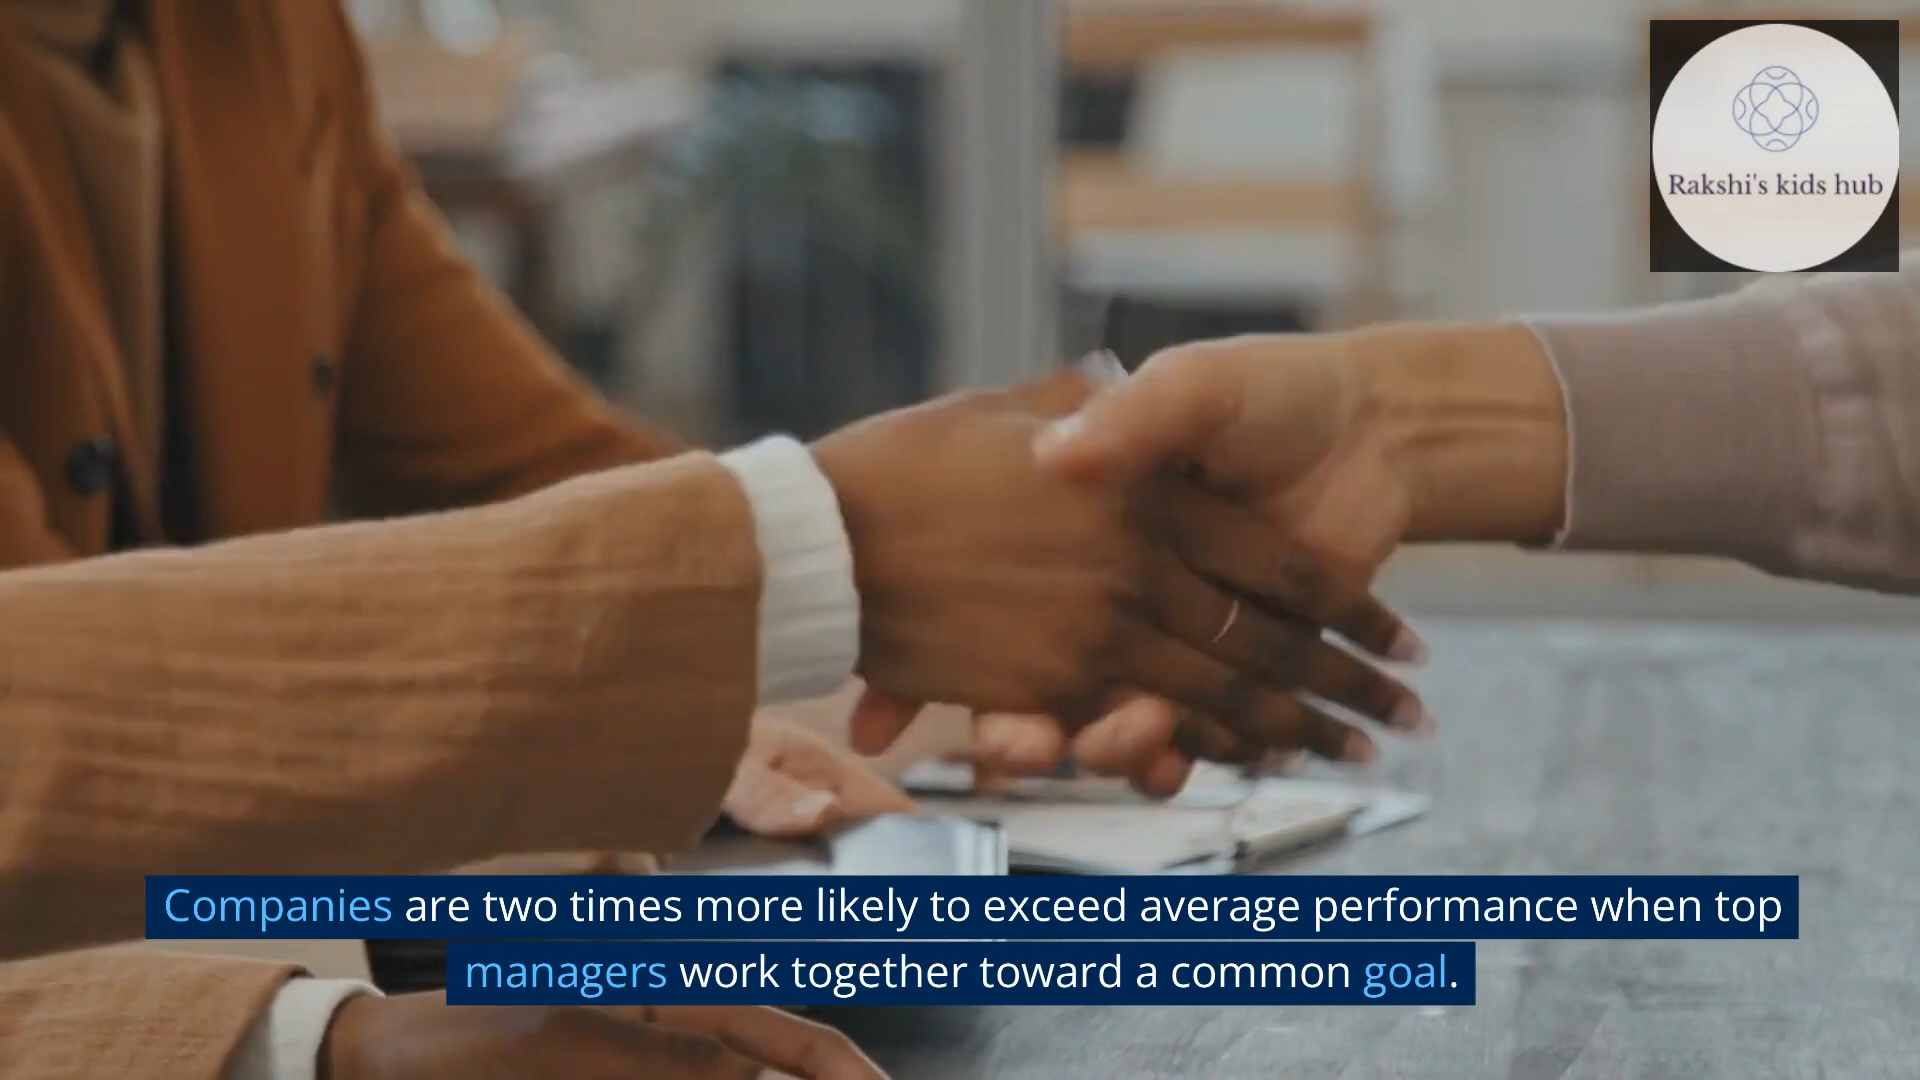 Rakshi's kids hub
Companies are two times more likely to exceed average performance when top
managers work together toward a common goal.